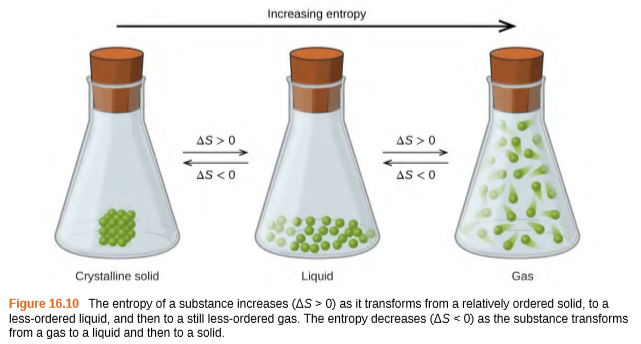 Increasing entropy
ΔS > 0
ΔS < 0
ΔS > 0
ΔS < 0
Crystalline solid
Liquid
Gas
Figure 16.10 The entropy of a substance increases (ΔS > 0) as it transforms from a relatively ordered solid, to a
less-ordered liquid, and then to a still less-ordered gas. The entropy decreases (ΔS < 0) as the substance transforms
from a gas to a liquid and then to a solid.